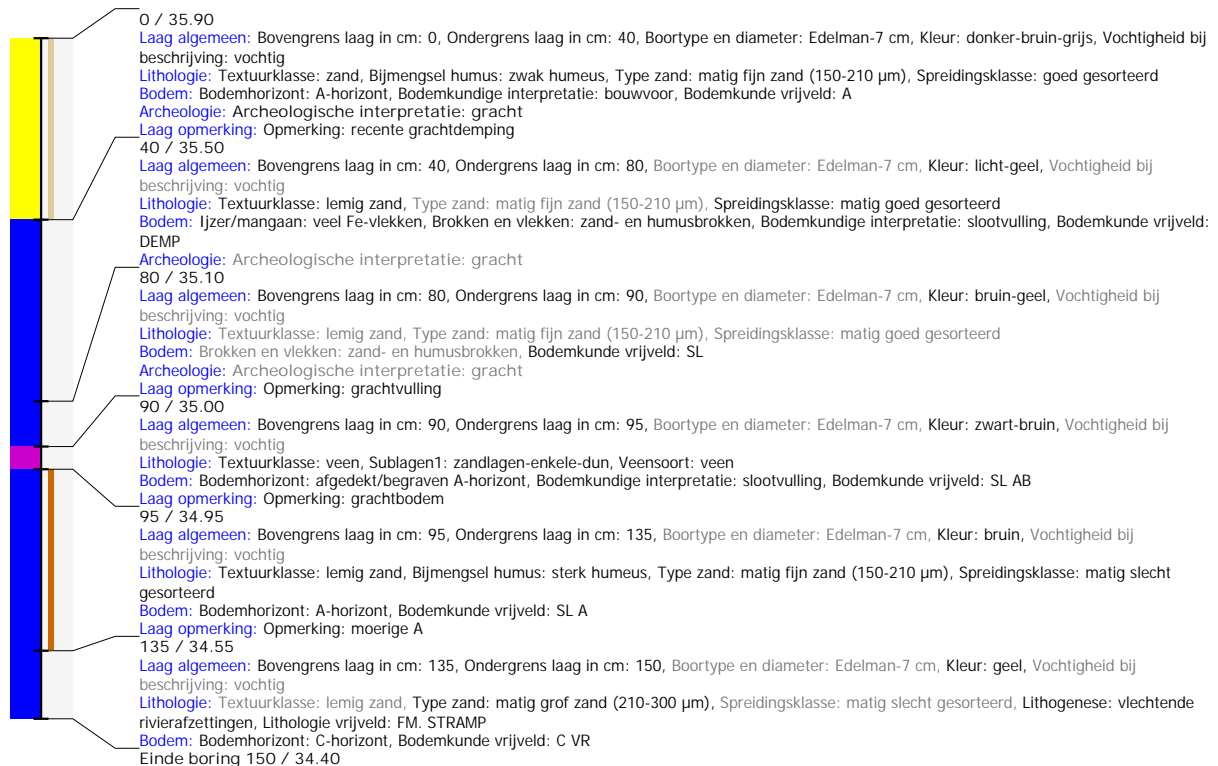 0 / 35.90
Laag algemeen: Bovengrens laag in cm: 0, Ondergrens laag in cm: 40, Boortype en diameter: Edelman-7 cm, Kleur: donker-bruin-grijs, Vochtigheid bij
beschrijving: vochtig
Lithologie: Textuurklasse: zand, Bijmengsel humus: zwak humeus, Type zand: matig fijn zand (150-210 µm), Spreidingsklasse: goed gesorteerd
Bodem: Bodemhorizont: A-horizont, Bodemkundige interpretatie: bouwvoor, Bodemkunde vrijveld: A
Archeologie: Archeologische interpretatie: gracht
Laag opmerking: Opmerking: recente grachtdemping
40 / 35.50
Laag algemeen: Bovengrens laag in cm: 40, Ondergrens laag in cm: 80, Boortype en diameter: Edelman-7 cm, Kleur: licht-geel, Vochtigheid bij
beschrijving: vochtig
Lithologie: Textuurklasse: lemig zand, Type zand: matig fijn zand (150-210 µm), Spreidingsklasse: matig goed gesorteerd
Bodem: Ijzer/mangaan: veel Fe-vlekken, Brokken en vlekken: zand- en humusbrokken, Bodemkundige interpretatie: slootvulling, Bodemkunde vrijveld:
DEMP
Archeologie: Archeologische interpretatie: gracht
80 / 35.10
Laag algemeen: Bovengrens laag in cm: 80, Ondergrens laag in cm: 90, Boortype en diameter: Edelman-7 cm, Kleur: bruin-geel, Vochtigheid bij
beschrijving: vochtig
Lithologie: Textuurklasse: lemig zand, Type zand: matig fijn zand (150-210 µm), Spreidingsklasse: matig goed gesorteerd
Bodem: Brokken en vlekken: zand- en humusbrokken, Bodemkunde vrijveld: SL
Archeologie: Archeologische interpretatie: gracht
Laag opmerking: Opmerking: grachtvulling
90 / 35.00
Laag algemeen: Bovengrens laag in cm: 90, Ondergrens laag in cm: 95, Boortype en diameter: Edelman-7 cm, Kleur: zwart-bruin, Vochtigheid bij
beschrijving: vochtig
Lithologie: Textuurklasse: veen, Sublagen1: zandlagen-enkele-dun, Veensoort: veen
Bodem: Bodemhorizont: afgedekt/begraven A-horizont, Bodemkundige interpretatie: slootvulling, Bodemkunde vrijveld: SL AB
Laag opmerking: Opmerking: grachtbodem
95 / 34.95
Laag algemeen: Bovengrens laag in cm: 95, Ondergrens laag in cm: 135, Boortype en diameter: Edelman-7 cm, Kleur: bruin, Vochtigheid bij
beschrijving: vochtig
Lithologie: Textuurklasse: lemig zand, Bijmengsel humus: sterk humeus, Type zand: matig fijn zand (150-210 µm), Spreidingsklasse: matig slecht
gesorteerd
Bodem: Bodemhorizont: A-horizont, Bodemkunde vrijveld: SL A
Laag opmerking: Opmerking: moerige A
135 / 34.55
Laag algemeen: Bovengrens laag in cm: 135, Ondergrens laag in cm: 150, Boortype en diameter: Edelman-7 cm, Kleur: geel, Vochtigheid bij
beschrijving: vochtig
Lithologie: Textuurklasse: lemig zand, Type zand: matig grof zand (210-300 µm), Spreidingsklasse: matig slecht gesorteerd, Lithogenese: vlechtende
rivierafzettingen, Lithologie vrijveld: FM. STRAMP
Bodem: Bodemhorizont: C-horizont, Bodemkunde vrijveld: C VR
Einde boring 150 / 34.40